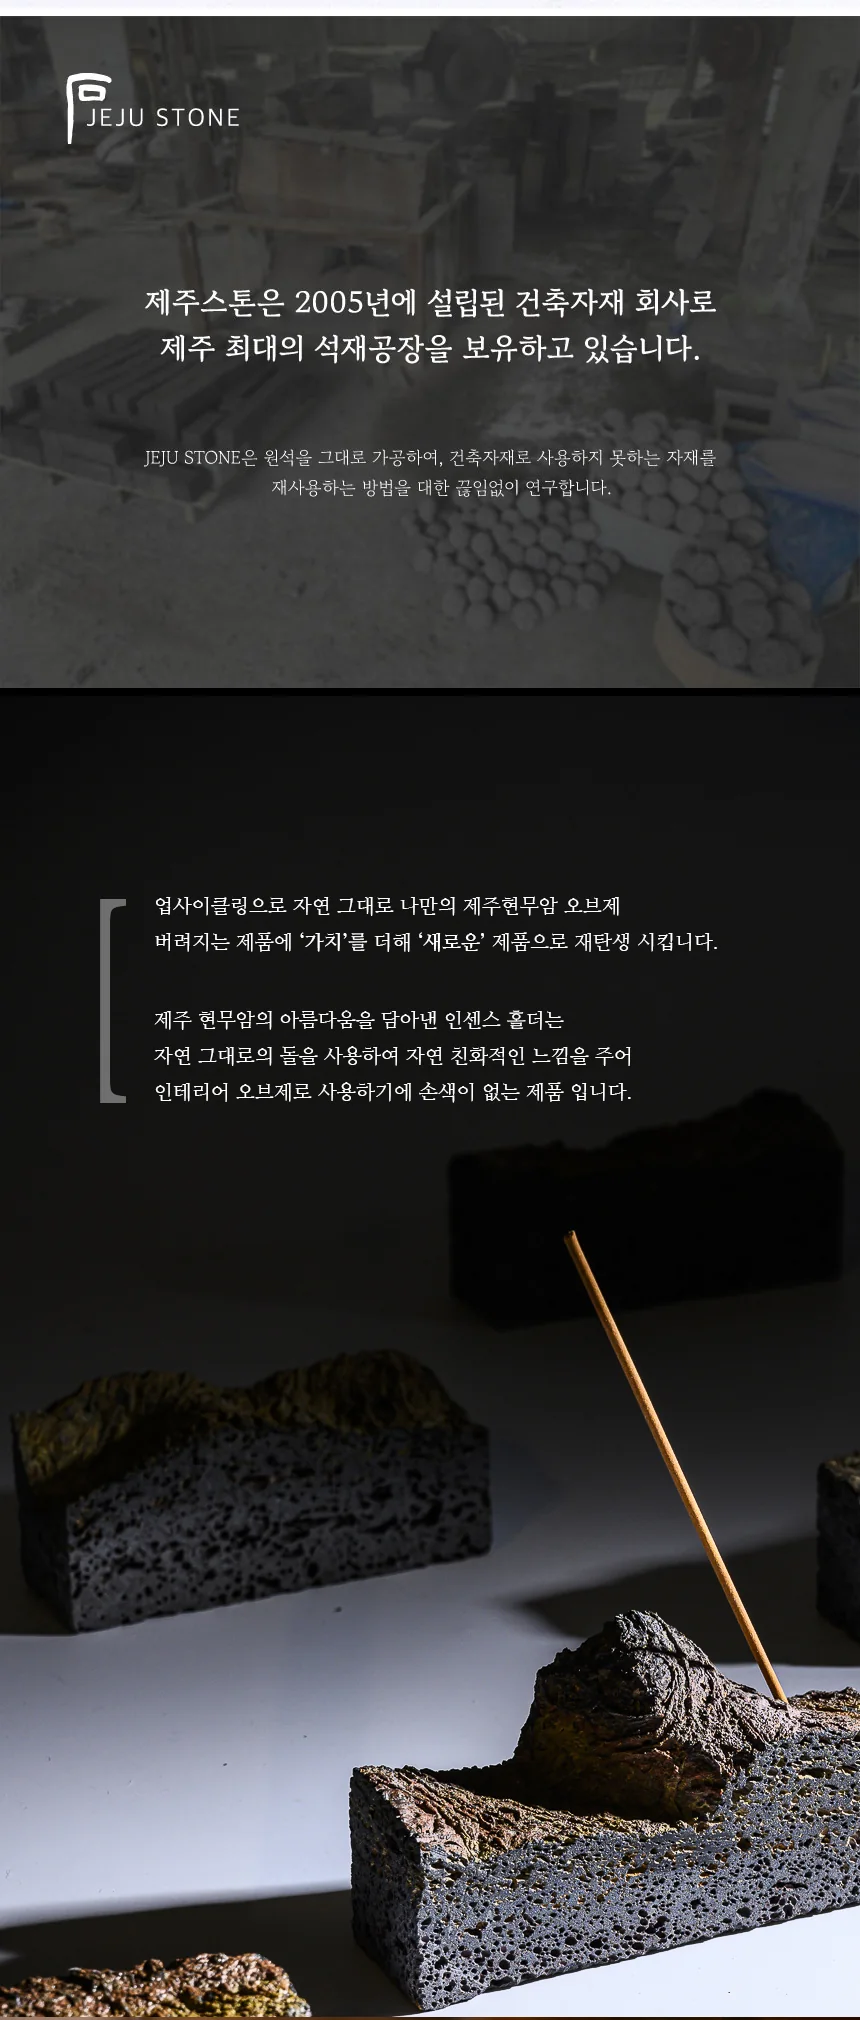 JEJU STONE
제주스톤은 2005년에 설립된 건축자재 회사로
제주 최대의 석재공장을 보유하고 있습니다.
JEJU STONE은 원석을 그대로 가공하여, 건축자재로 사용하지 못하는 자재를
재사용하는 방법을 대한 끊임없이 연구합니다.
업사이클링으로 자연 그대로 나만의 제주현무암 오브제
버려지는 제품에 ‘가치’를 더해 ‘새로운’ 제품으로 재탄생 시킵니다.
제주 현무암의 아름다움을 담아낸 인센스 홀더는
자연 그대로의 돌을 사용하여 자연 친화적인 느낌을 주어
인테리어 오브제로 사용하기에 손색이 없는 제품 입니다.